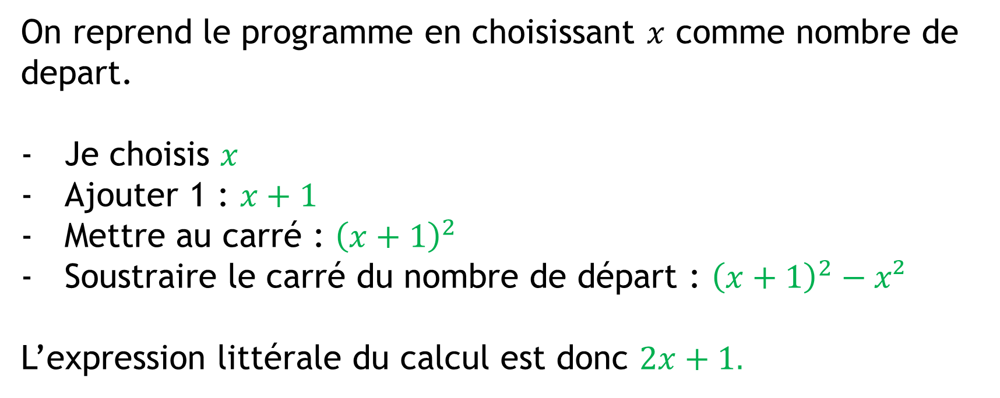 On reprend le programme en choisissant x comme nombre de
depart.
- Je choisis x
- Ajouter 1 : x + 1
- Mettre au carré : (x + 1)²
- Soustraire le carré du nombre de départ : (x + 1)² − x²
L’expression littérale du calcul est donc 2x + 1.